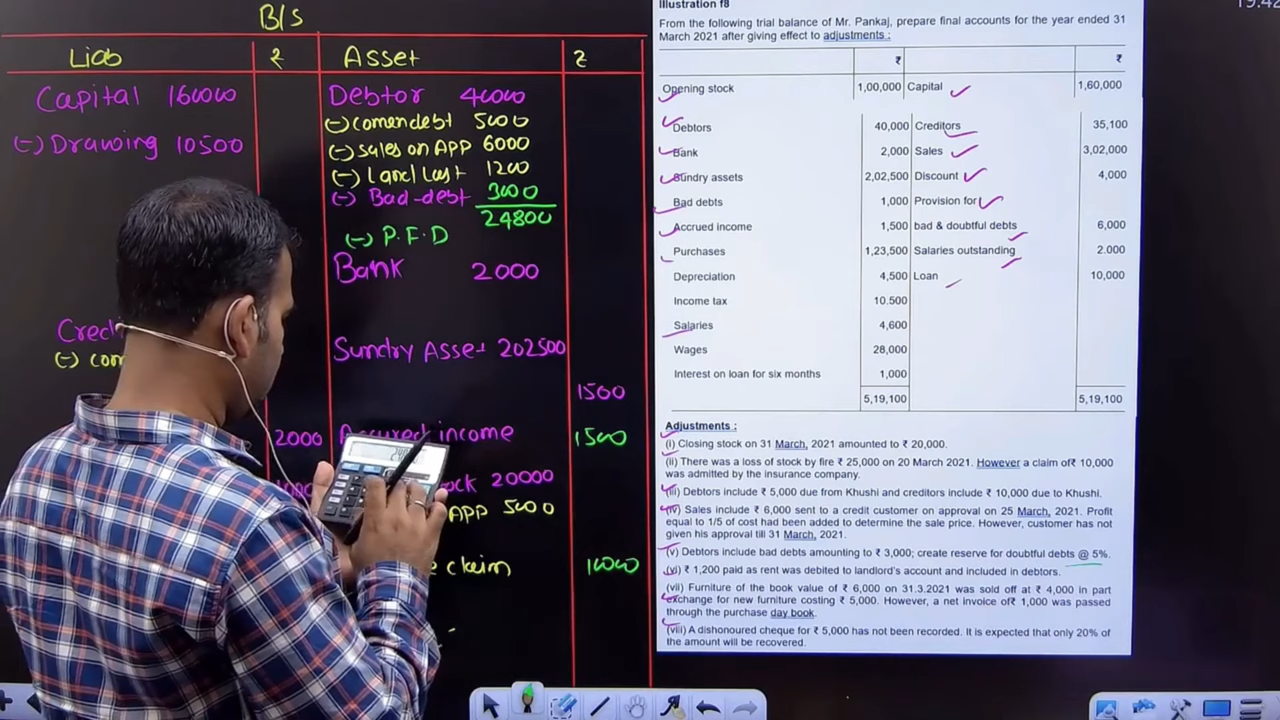 B/s
Liab ₹ Asset ₹
Capital 160000
(-) Drawing 10500
2000
Debtor 40000
(-) comen debt 5000
(-) sales on APP 6000
(-) Land Last 1200
(-) Bad-debt 3000
24800
(-) P.F.D
Bank 2000
Sundry Asset 202500
1500
income 1500
20000
APP 5000
claim 10000
19:42
Illustration f8
From the following trial balance of Mr. Pankaj, prepare final accounts for the year ended 31
March 2021 after giving effect to adjustments :
₹ ₹
Opening stock 1,00,000 Capital 1,60,000
Debtors 40,000 Creditors 35,100
Bank 2,000 Sales 3,02,000
Sundry assets 2,02,500 Discount 4,000
Bad debts 1,000 Provision for
Accrued income 1,500 bad & doubtful debts 6,000
Purchases 1,23,500 Salaries outstanding 2.000
Depreciation 4,500 Loan 10,000
Income tax 10.500
Salaries 4,600
Wages 28,000
Interest on loan for six months 1,000
5,19,100 5,19,100
Adjustments :
(i) Closing stock on 31 March, 2021 amounted to ₹ 20,000.
(ii) There was a loss of stock by fire ₹ 25,000 on 20 March 2021. However a claim of₹ 10,000
was admitted by the insurance company.
(iii) Debtors include ₹ 5,000 due from Khushi and creditors include ₹ 10,000 due to Khushi.
(iv) Sales include ₹ 6,000 sent to a credit customer on approval on 25 March, 2021. Profit
equal to 1/5 of cost had been added to determine the sale price. However, customer has not
given his approval till 31 March, 2021.
(v) Debtors include bad debts amounting to ₹ 3,000; create reserve for doubtful debts @ 5%.
(vi) ₹ 1,200 paid as rent was debited to landlord's account and included in debtors.
(vii) Furniture of the book value of ₹ 6,000 on 31.3.2021 was sold off at ₹ 4,000 in part
exchange for new furniture costing ₹ 5,000. However, a net invoice of₹ 1,000 was passed
through the purchase day book.
(viii) A dishonoured cheque for ₹ 5,000 has not been recorded. It is expected that only 20% of
the amount will be recovered.